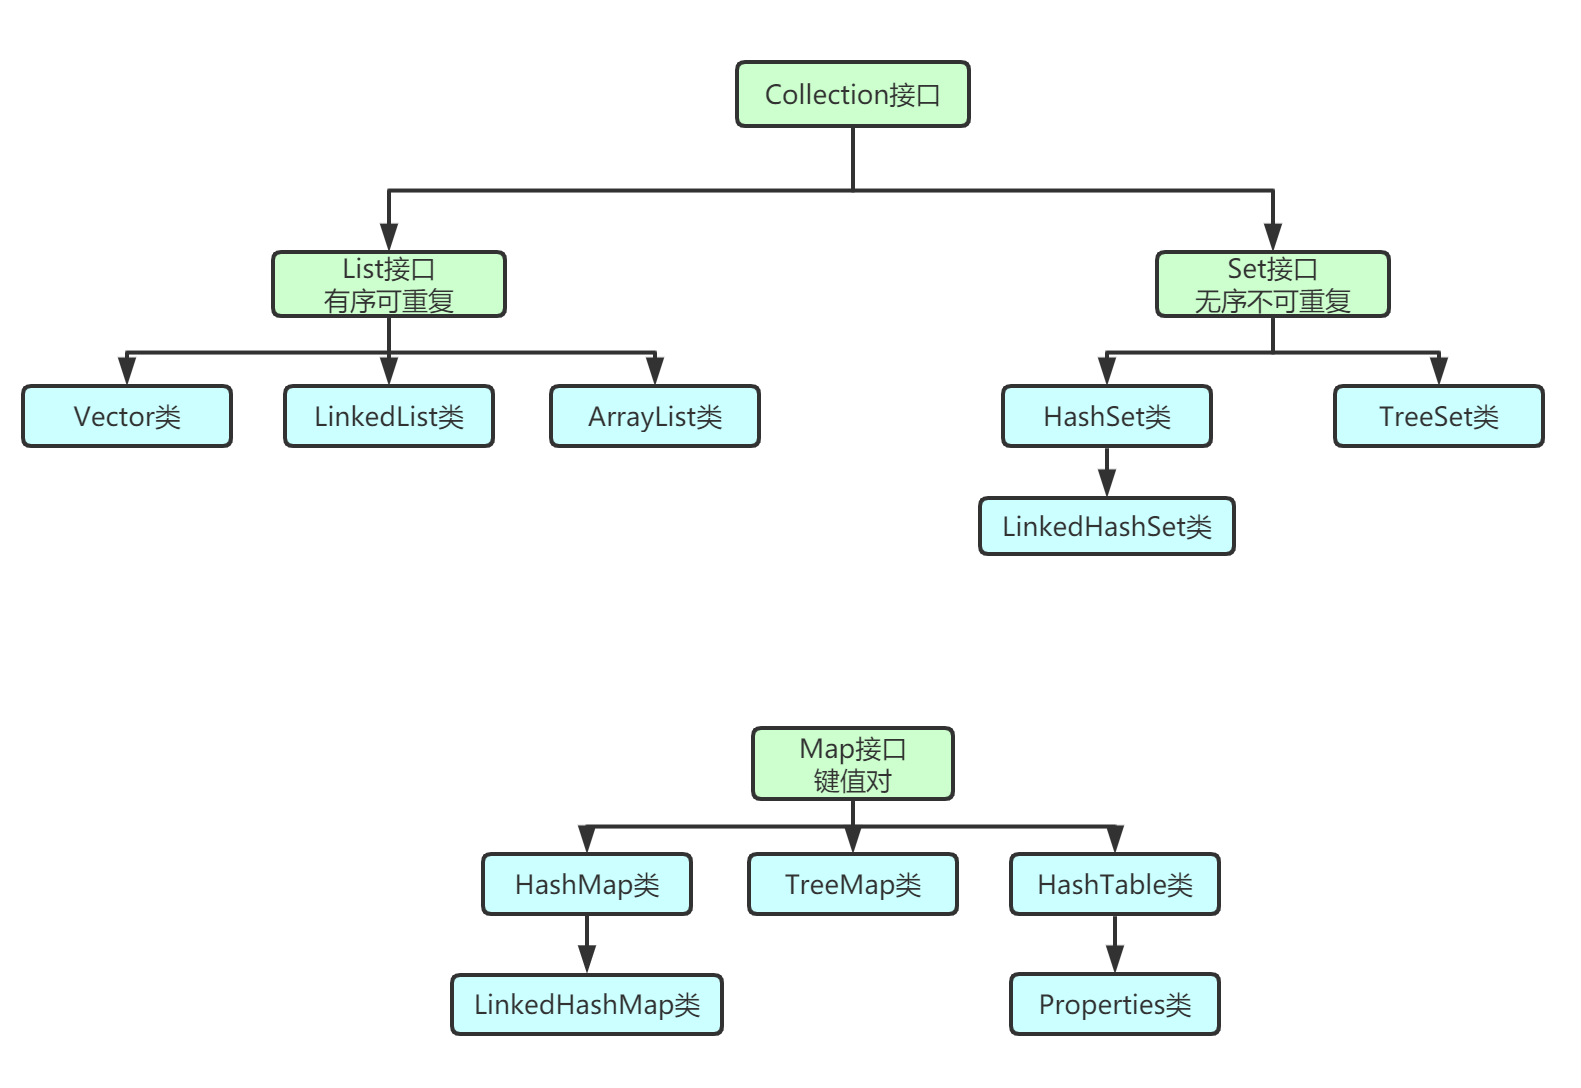 Collection接口
List接口
有序可重复
Set接口
无序不可重复
Vector类
LinkedList类
ArrayList类
HashSet类
TreeSet类
LinkedHashSet类
Map接口
键值对
HashMap类
TreeMap类
HashTable类
LinkedHashMap类
Properties类